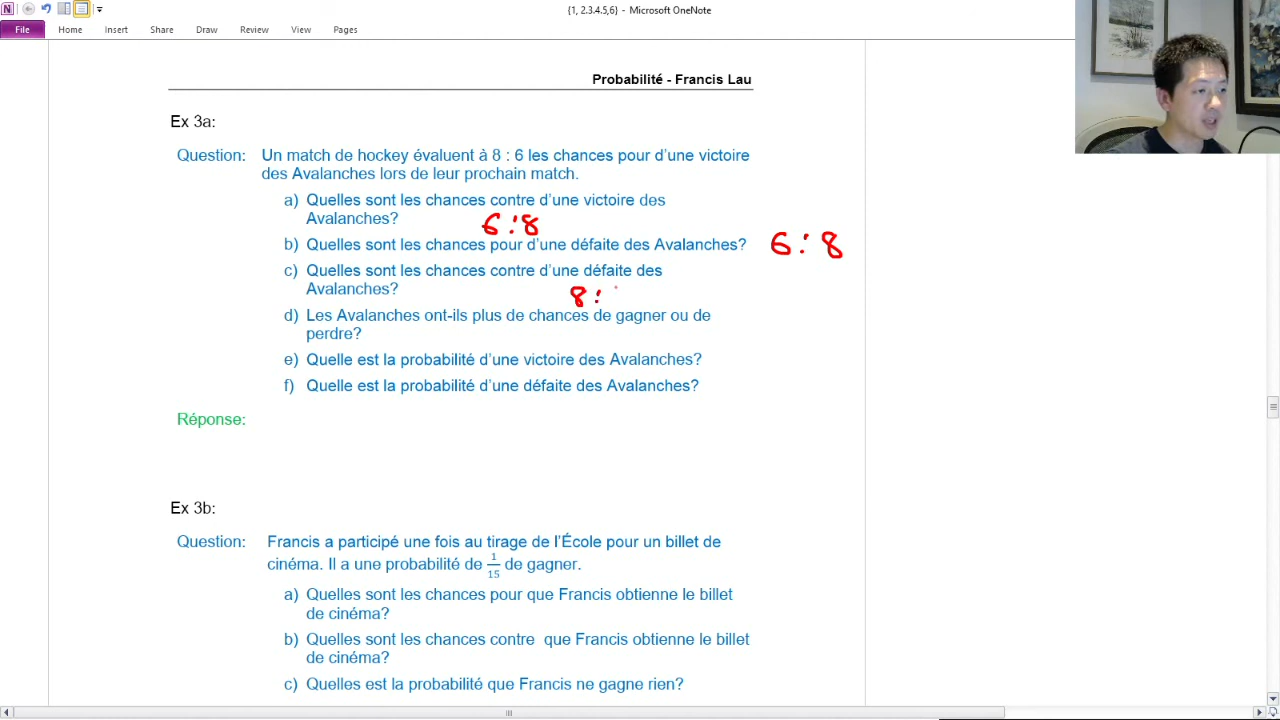 {1, 2.3.4.5,6} - Microsoft OneNote
File Home Insert Share Draw Review View Pages
Probabilité - Francis Lau
Ex 3a:
Question: Un match de hockey évaluent à 8 : 6 les chances pour d’une victoire
des Avalanches lors de leur prochain match.
a) Quelles sont les chances contre d’une victoire des
Avalanches?
6:8
b) Quelles sont les chances pour d’une défaite des Avalanches? 6:8
c) Quelles sont les chances contre d’une défaite des
Avalanches?
8:
d) Les Avalanches ont-ils plus de chances de gagner ou de
perdre?
e) Quelle est la probabilité d’une victoire des Avalanches?
f) Quelle est la probabilité d’une défaite des Avalanches?
Réponse:
Ex 3b:
Question: Francis a participé une fois au tirage de l’École pour un billet de
cinéma. Il a une probabilité de 1/15 de gagner.
a) Quelles sont les chances pour que Francis obtienne le billet
de cinéma?
b) Quelles sont les chances contre que Francis obtienne le billet
de cinéma?
c) Quelles est la probabilité que Francis ne gagne rien?